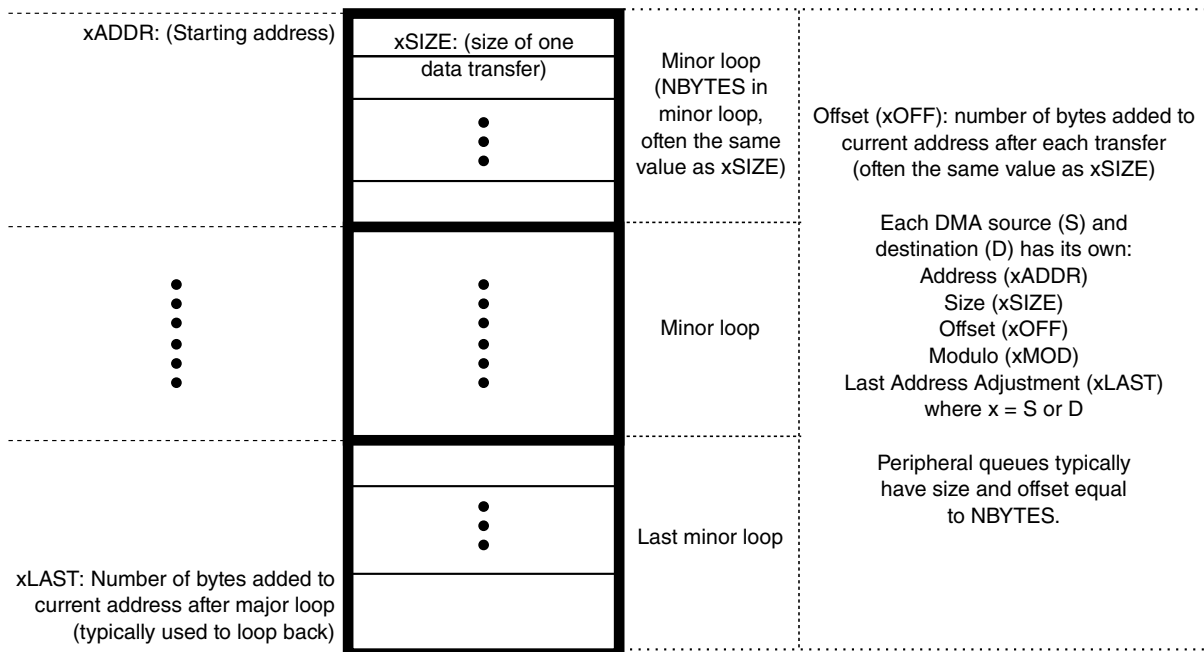 xADDR: (Starting address)
xSIZE: (size of one
data transfer)
Minor loop
(NBYTES in
minor loop,
often the same
value as xSIZE)
Offset (xOFF): number of bytes added to
current address after each transfer
(often the same value as xSIZE)
Each DMA source (S) and
destination (D) has its own:
Address (xADDR)
Size (xSIZE)
Offset (xOFF)
Modulo (xMOD)
Last Address Adjustment (xLAST)
where x = S or D
Minor loop
Peripheral queues typically
have size and offset equal
to NBYTES.
Last minor loop
xLAST: Number of bytes added to
current address after major loop
(typically used to loop back)